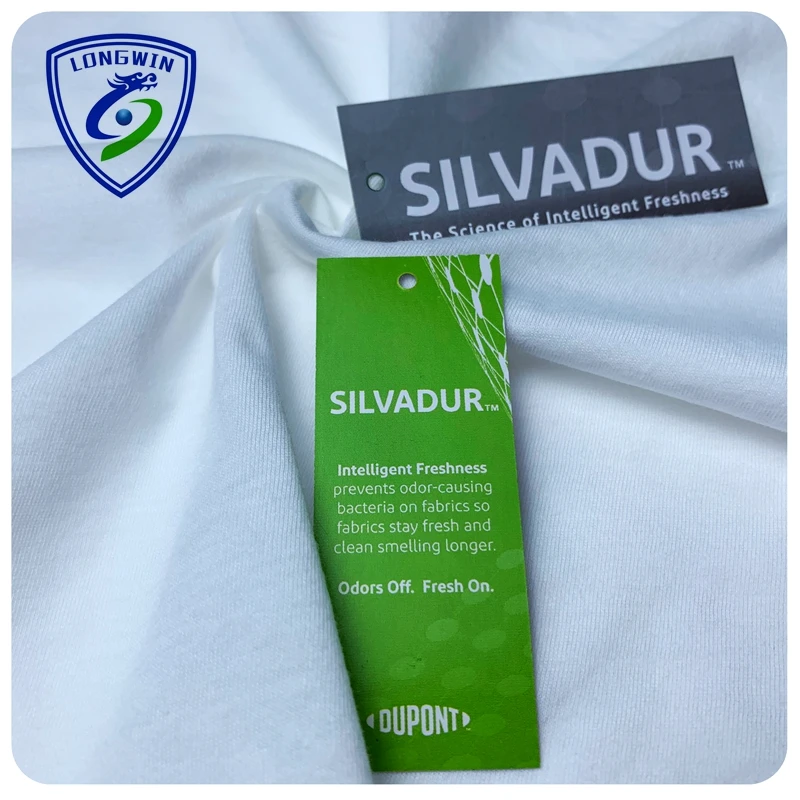 LONGWIN
SILVADUR™
The Science of Intelligent Freshness
SILVADUR™
Intelligent Freshness
prevents odor-causing
bacteria on fabrics so
fabrics stay fresh and
clean smelling longer.
Odors Off. Fresh On.
DUPONT